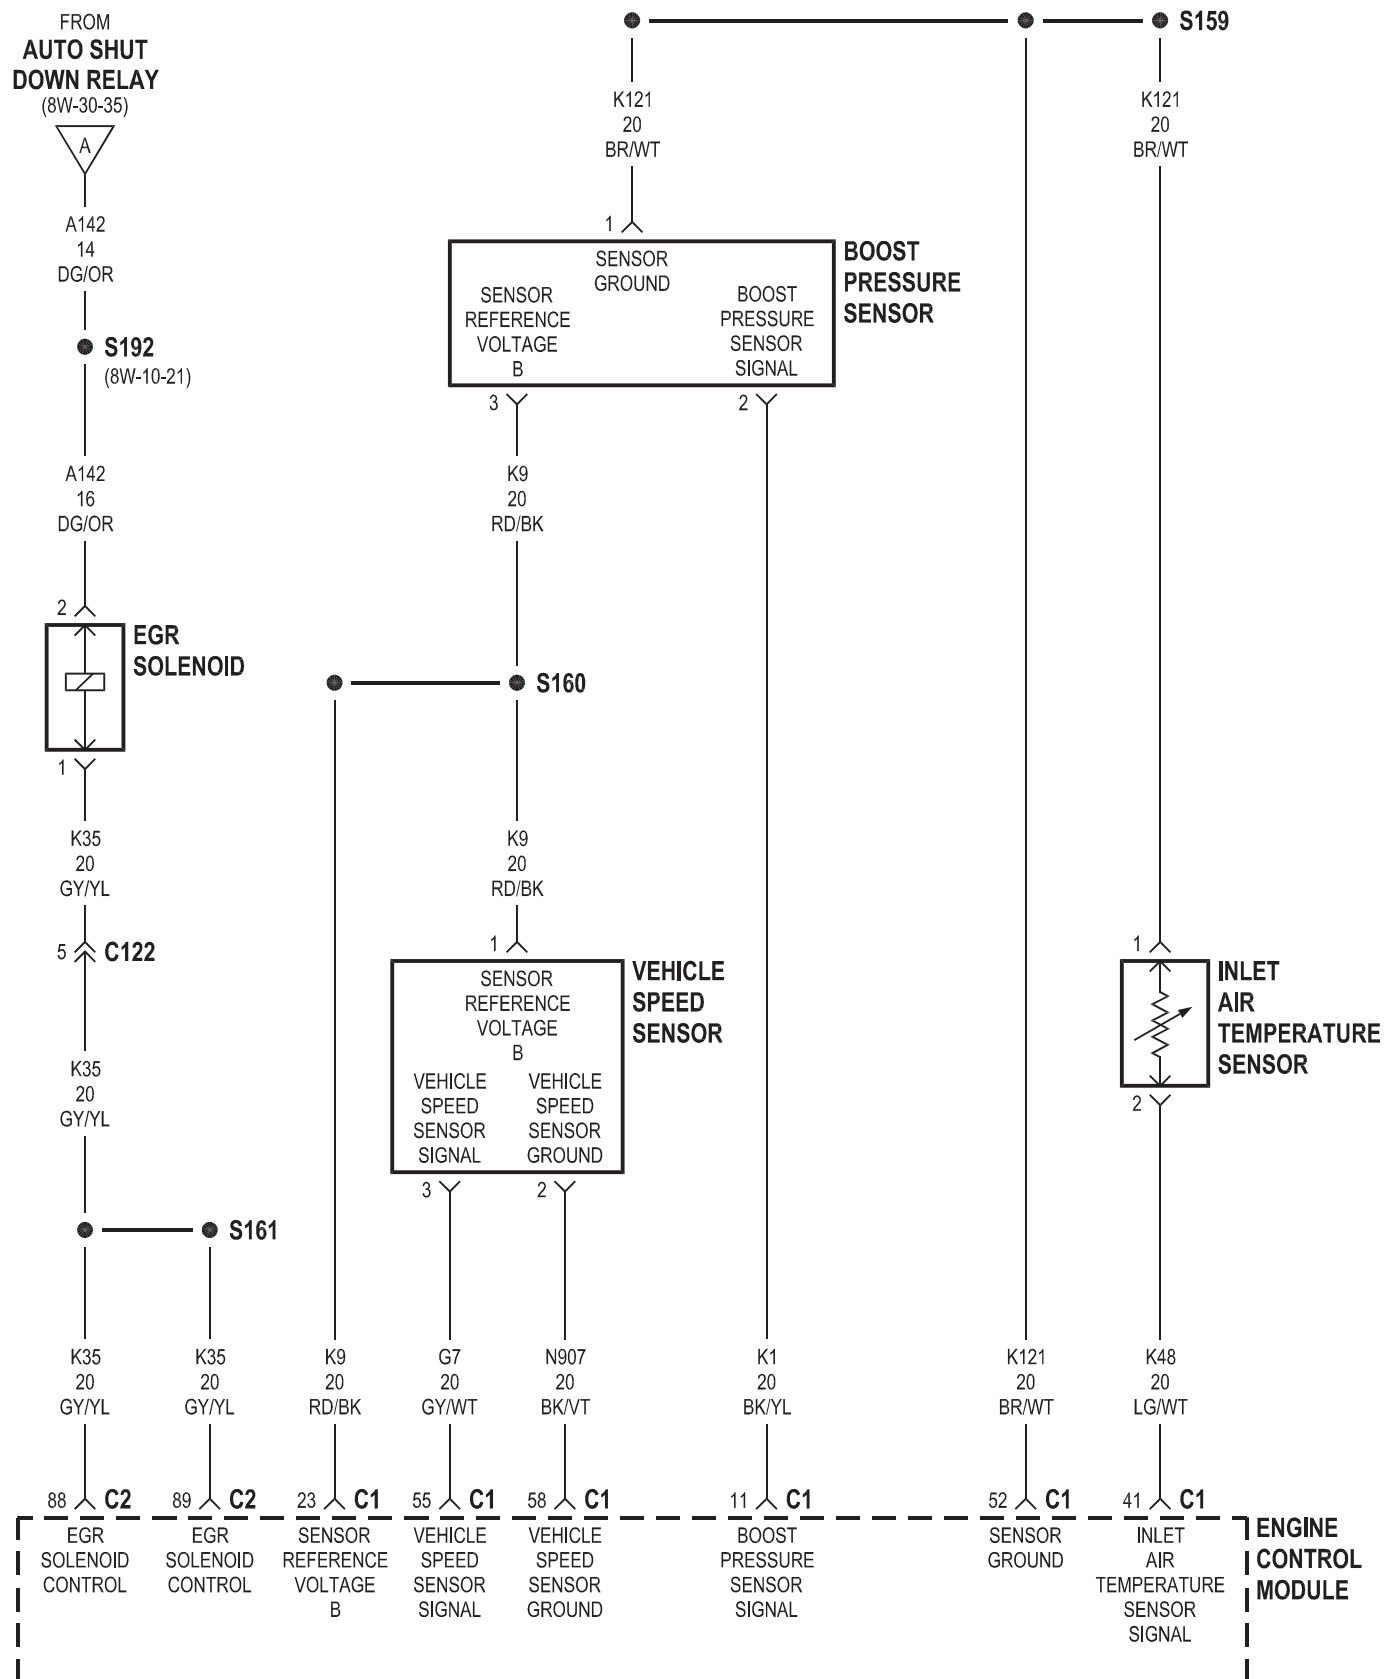 FROM
AUTO SHUT
DOWN RELAY
(8W-30-35)
A
A142
14
DG/OR
S192
(8W-10-21)
A142
16
DG/OR
2
EGR
SOLENOID
1
K35
20
GY/YL
5
C122
K35
20
GY/YL
S161
S159
K121
20
BR/WT
K121
20
BR/WT
1
SENSOR
GROUND
SENSOR
REFERENCE
VOLTAGE
B
BOOST
PRESSURE
SENSOR
SIGNAL
BOOST
PRESSURE
SENSOR
3
2
K9
20
RD/BK
S160
K9
20
RD/BK
1
SENSOR
REFERENCE
VOLTAGE
B
VEHICLE
SPEED
SENSOR
SIGNAL
VEHICLE
SPEED
SENSOR
GROUND
VEHICLE
SPEED
SENSOR
3
2
1
INLET
AIR
TEMPERATURE
SENSOR
2
K35
20
GY/YL
K35
20
GY/YL
K9
20
RD/BK
G7
20
GY/WT
N907
20
BK/VT
K1
20
BK/YL
K121
20
BR/WT
K48
20
LG/WT
88 C2
89 C2
23 C1
55 C1
58 C1
11 C1
52 C1
41 C1
EGR
SOLENOID
CONTROL
EGR
SOLENOID
CONTROL
SENSOR
REFERENCE
VOLTAGE
B
VEHICLE
SPEED
SENSOR
SIGNAL
VEHICLE
SPEED
SENSOR
GROUND
BOOST
PRESSURE
SENSOR
SIGNAL
SENSOR
GROUND
INLET
AIR
TEMPERATURE
SENSOR
SIGNAL
ENGINE
CONTROL
MODULE